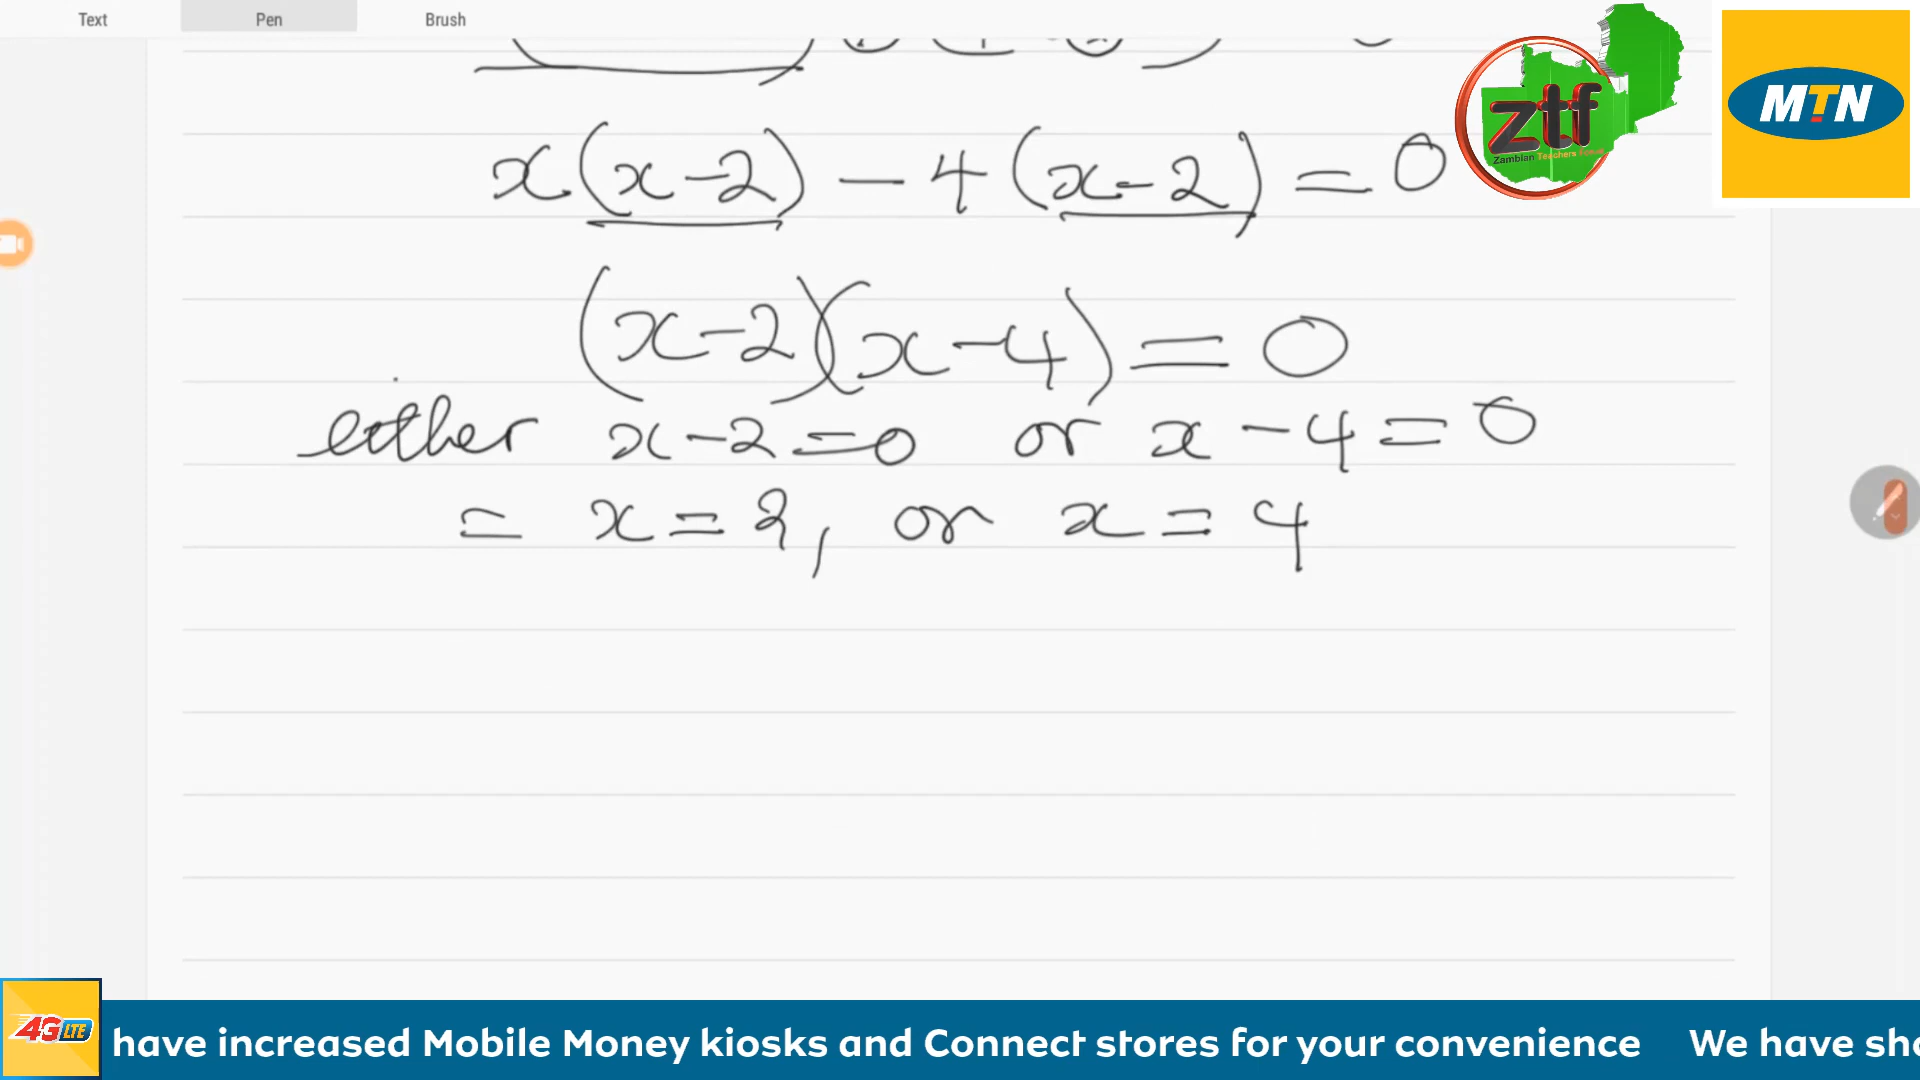 Text Pen Brush
ztf
Zambian Teachers Forum
MTN
x(x-2) - 4(x-2) = 0
(x-2)(x-4) = 0
either x-2=0 or x-4=0
= x=2, or x=4
4G LTE
have increased Mobile Money kiosks and Connect stores for your convenience We have sh